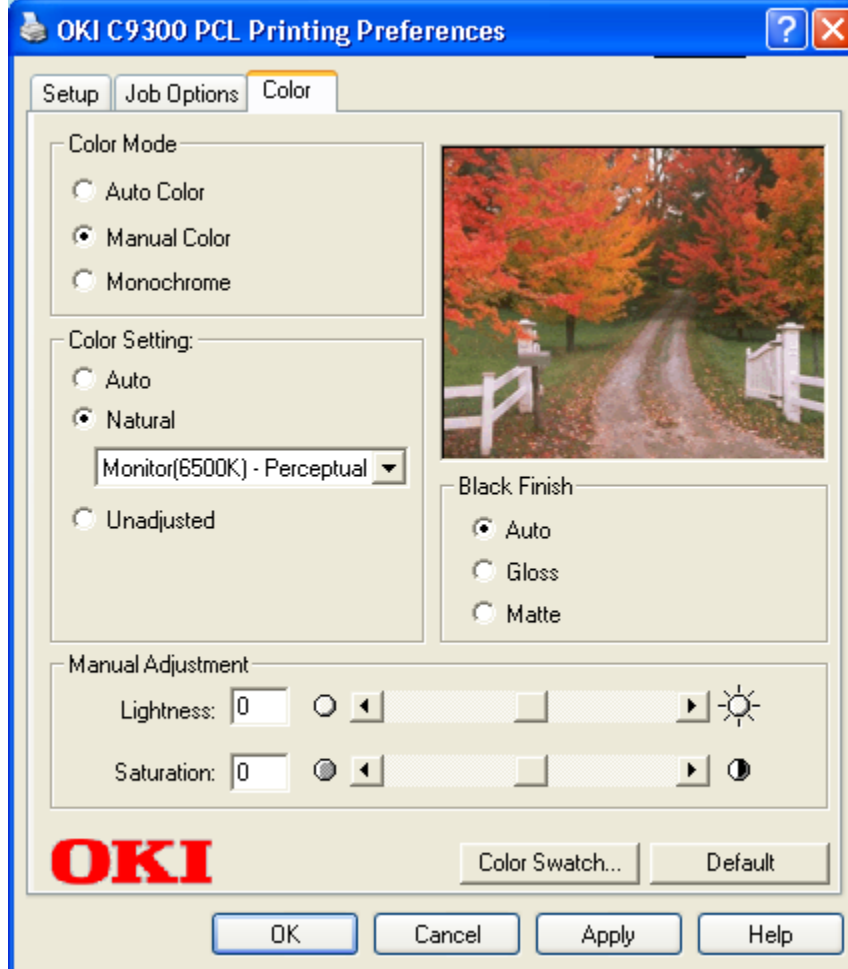 OKI C9300 PCL Printing Preferences
Setup
Job Options
Color
Color Mode
Auto Color
Manual Color
Monochrome
Color Setting:
Auto
Natural
Monitor(6500K) - Perceptual
Unadjusted
Black Finish
Auto
Gloss
Matte
Manual Adjustment
Lightness: 0
Saturation: 0
OKI
Color Swatch...
Default
OK
Cancel
Apply
Help